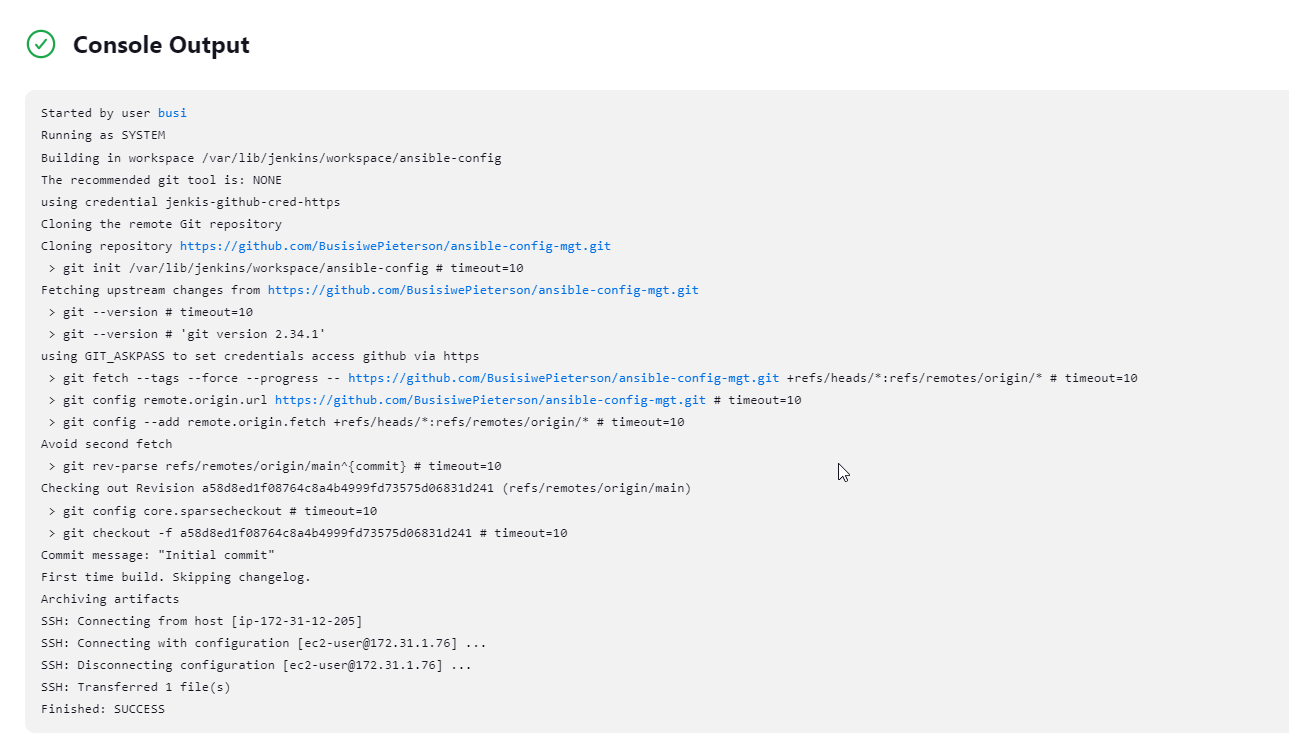 Console Output
Started by user busi
Running as SYSTEM
Building in workspace /var/lib/jenkins/workspace/ansible-config
The recommended git tool is: NONE
using credential jenkis-github-cred-https
Cloning the remote Git repository
Cloning repository https://github.com/BusisiwePieterson/ansible-config-mgt.git
 > git init /var/lib/jenkins/workspace/ansible-config # timeout=10
Fetching upstream changes from https://github.com/BusisiwePieterson/ansible-config-mgt.git
 > git --version # timeout=10
 > git --version # 'git version 2.34.1'
using GIT_ASKPASS to set credentials access github via https
 > git fetch --tags --force --progress -- https://github.com/BusisiwePieterson/ansible-config-mgt.git +refs/heads/*:refs/remotes/origin/* # timeout=10
 > git config remote.origin.url https://github.com/BusisiwePieterson/ansible-config-mgt.git # timeout=10
 > git config --add remote.origin.fetch +refs/heads/*:refs/remotes/origin/* # timeout=10
Avoid second fetch
 > git rev-parse refs/remotes/origin/main^{commit} # timeout=10
Checking out Revision a58d8ed1f08764c8a4b4999fd73575d06831d241 (refs/remotes/origin/main)
 > git config core.sparsecheckout # timeout=10
 > git checkout -f a58d8ed1f08764c8a4b4999fd73575d06831d241 # timeout=10
Commit message: "Initial commit"
First time build. Skipping changelog.
Archiving artifacts
SSH: Connecting from host [ip-172-31-12-205]
SSH: Connecting with configuration [ec2-user@172.31.1.76] ...
SSH: Disconnecting configuration [ec2-user@172.31.1.76] ...
SSH: Transferred 1 file(s)
Finished: SUCCESS